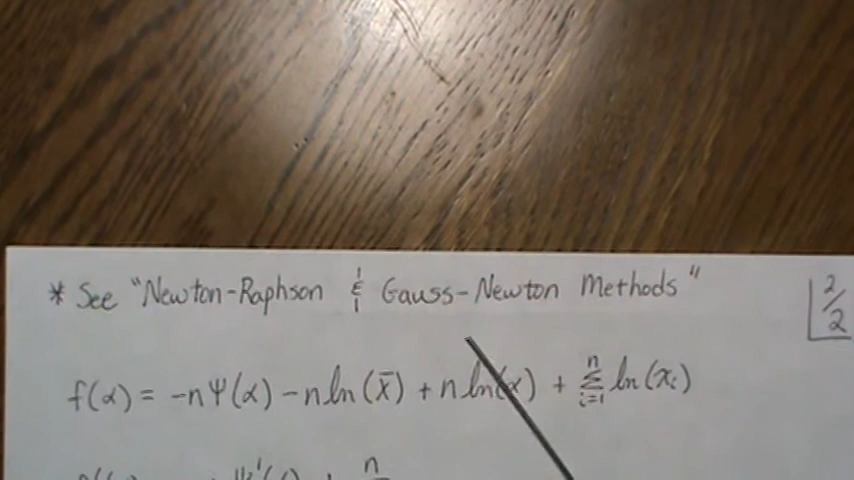 * See "Newton-Raphson & Gauss-Newton Methods"
2/2
f(α) = -nΨ(α) - n ln(x̄) + n ln(α) + Σ_{i=1}^{n} ln(xᵢ)
n